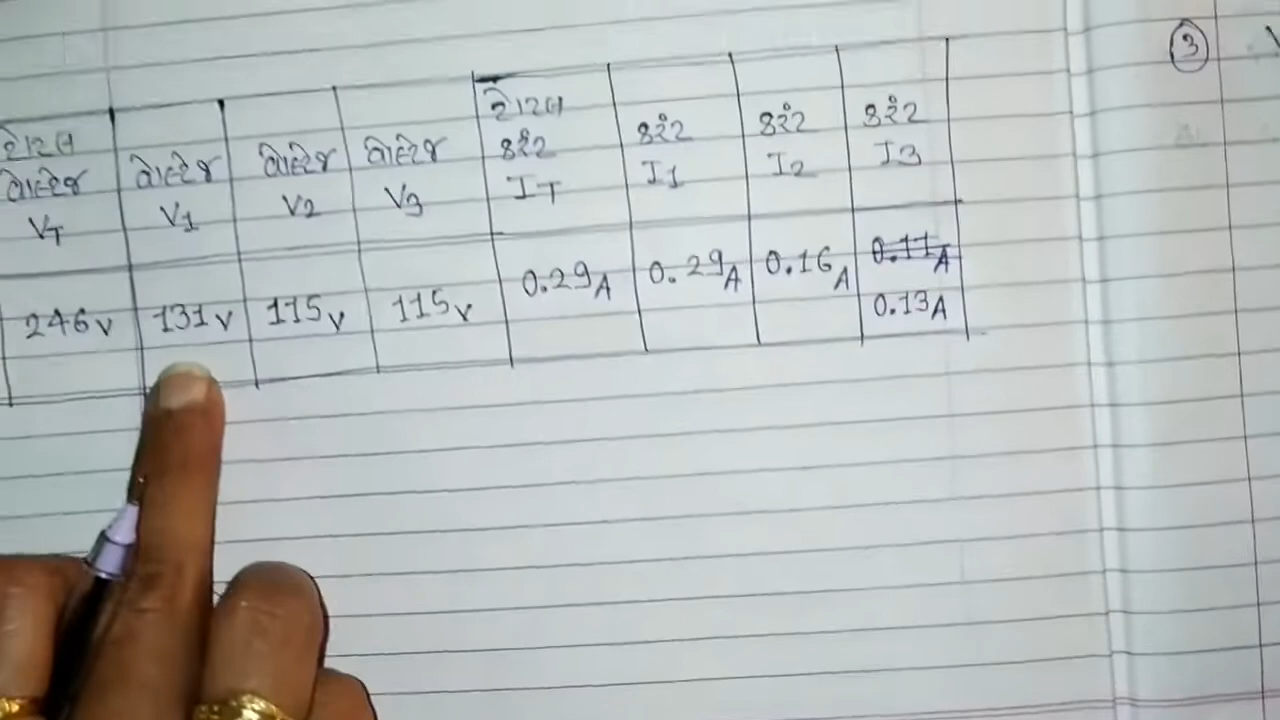 ટોટલ વોલ્ટેજ VT
વોલ્ટેજ V1
વોલ્ટેજ V2
વોલ્ટેજ V3
ટોટલ કરંટ IT
કરંટ I1
કરંટ I2
કરંટ I3
246V 131V 115V 115V 0.29A 0.29A 0.16A 0.11A
0.13A
3